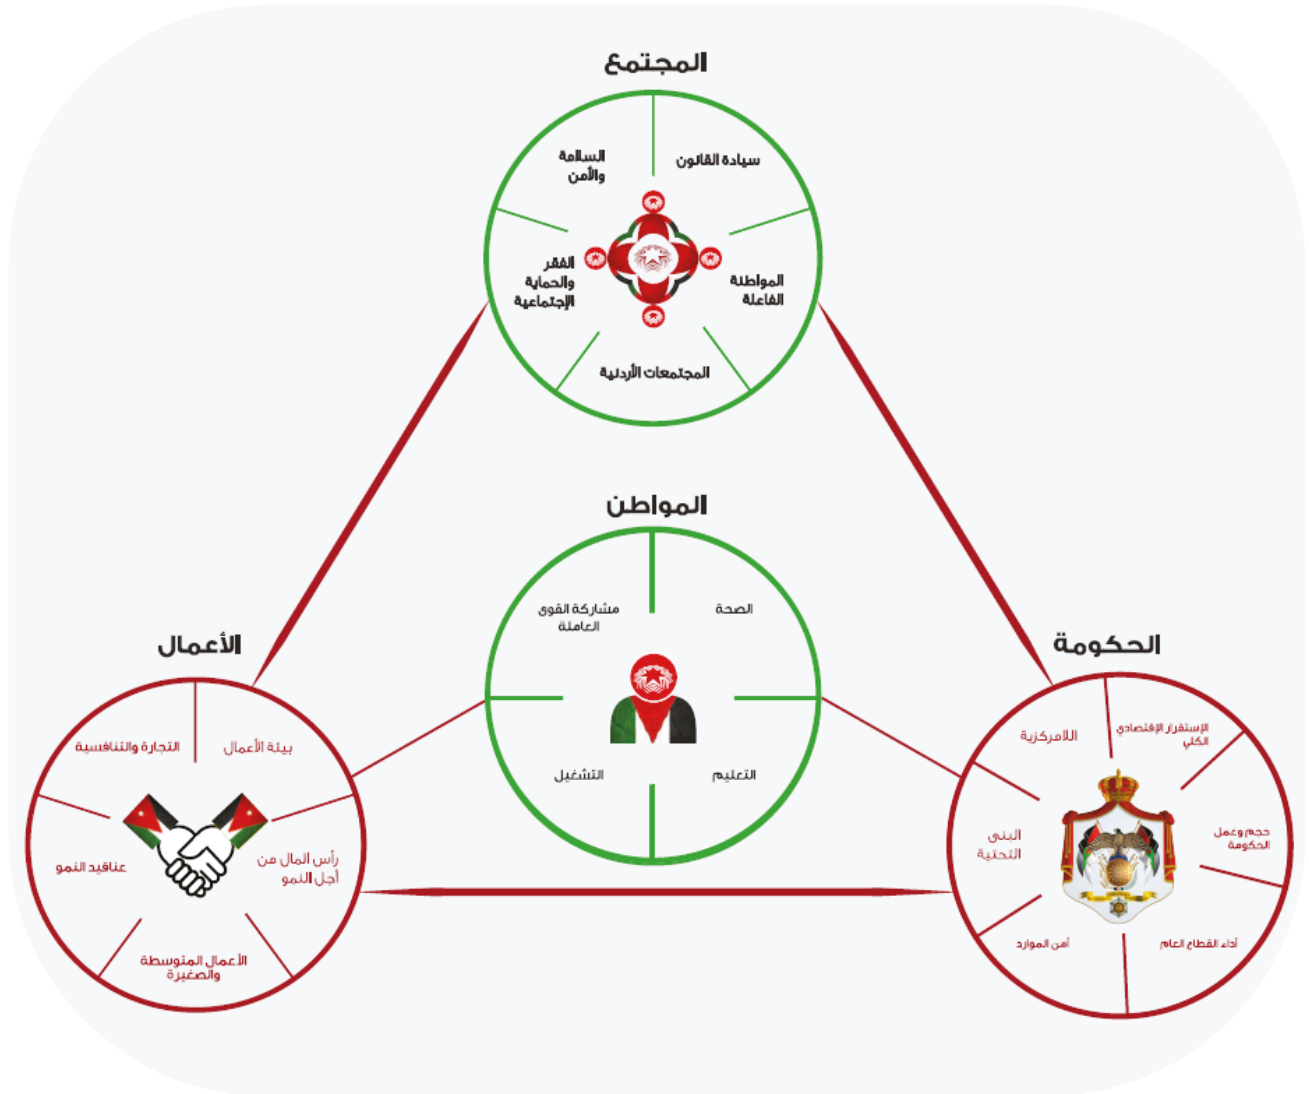 المجتمع
سيادة القانون
السلامة
والأمن
المواطنة
الفاعلة
الفقر
والحماية
الإجتماعية
المجتمعات الأردنية
المواطن
الصحة
مشاركة القوى
العاملة
التعليم
التشغيل
الحكومة
الإستقرار الإقتصادي
الكلي
اللامركزية
حجم وعمل
الحكومة
البنى
التحتية
أداء القطاع العام
أمن الموارد
الأعمال
بيئة الأعمال
التجارة والتنافسية
رأس المال من
أجل النمو
عناقيد النمو
الأعمال المتوسطة
والصغيرة